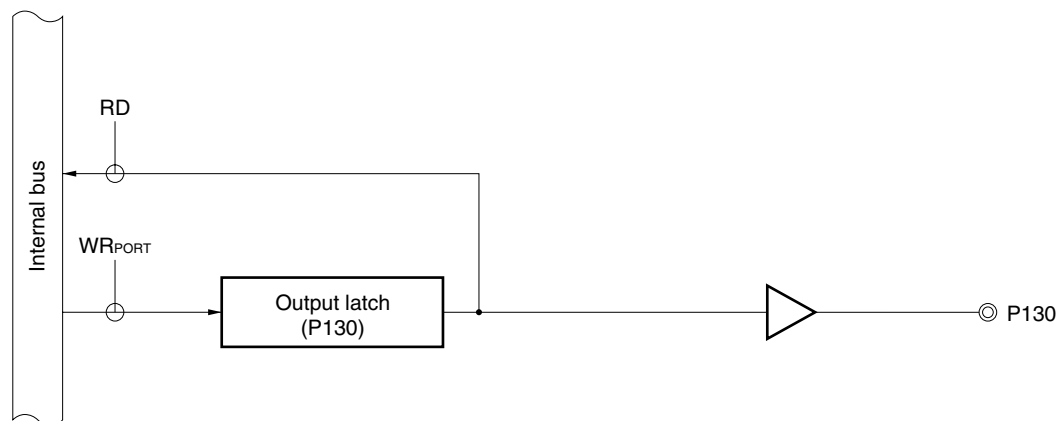 RD
Internal bus
WRPORT
Output latch
(P130)
P130